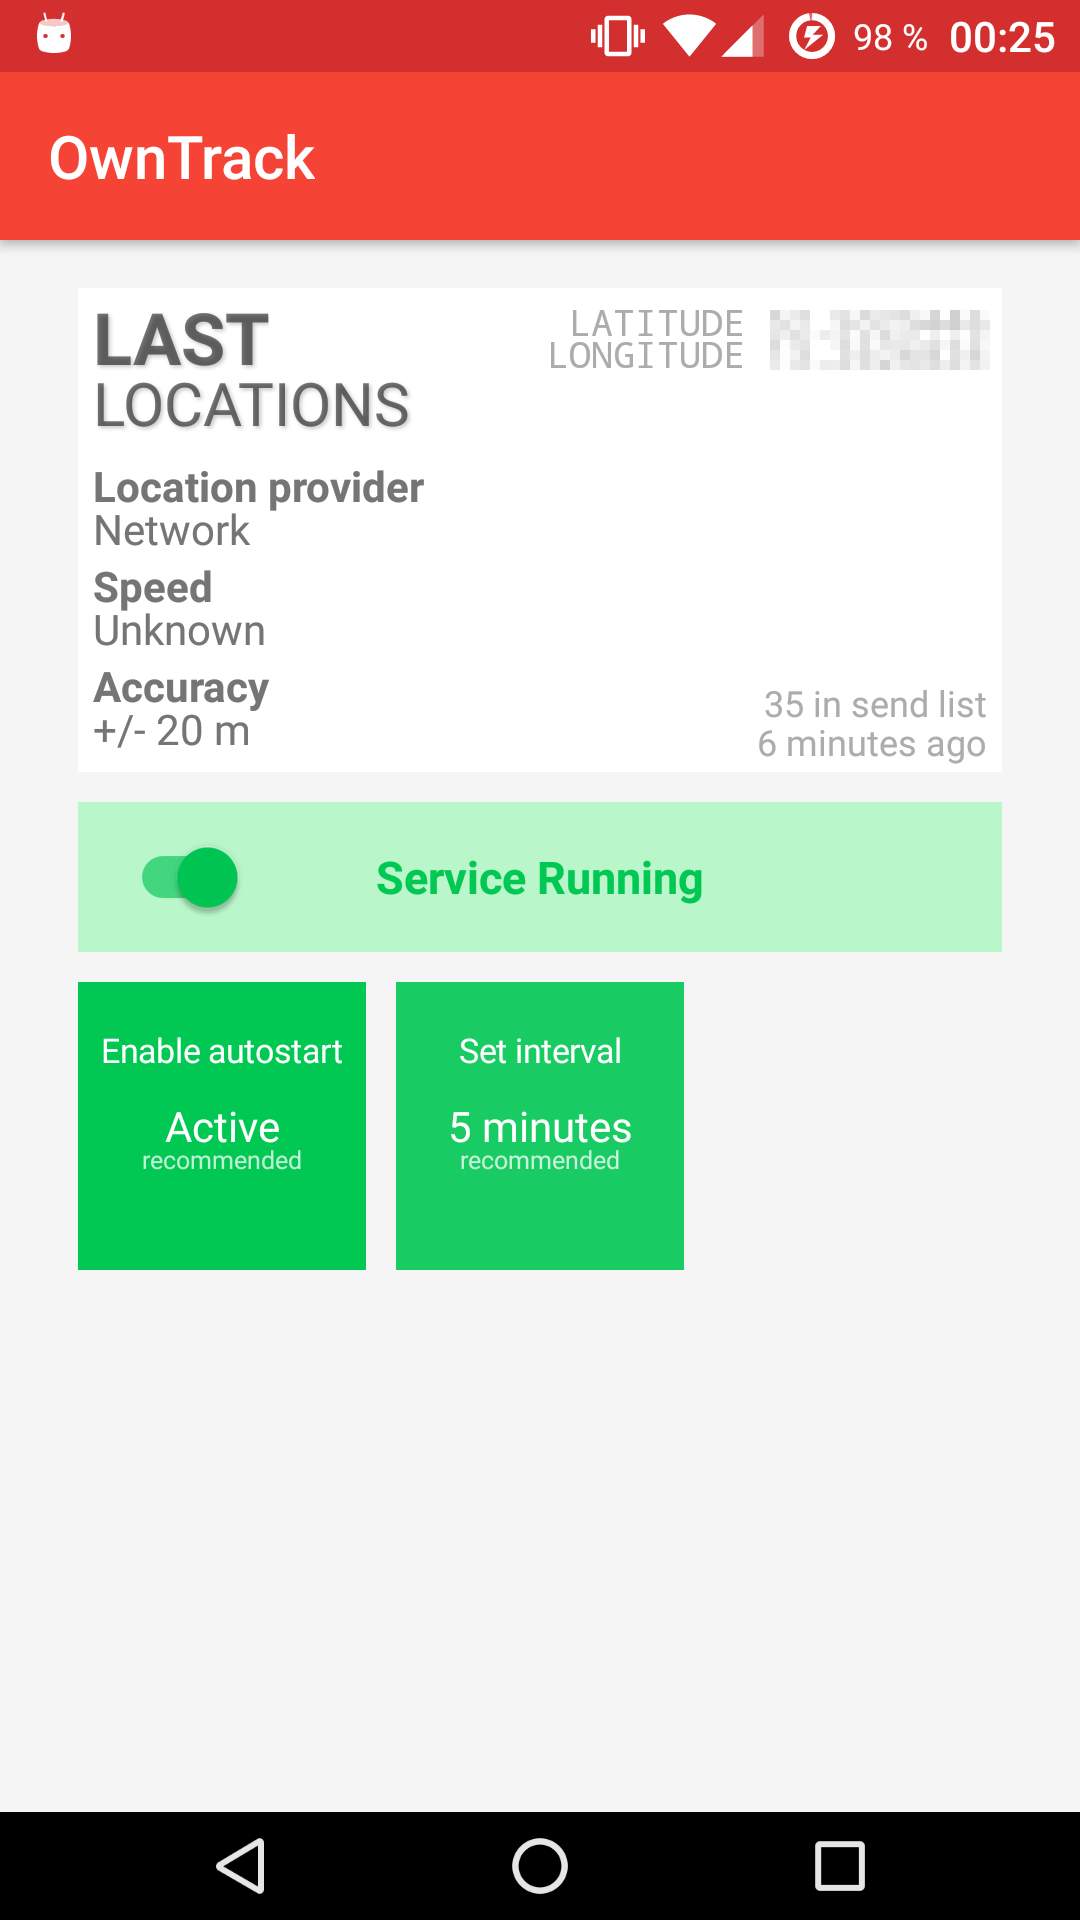 98 % 00:25
OwnTrack
LAST
LOCATIONS
LATITUDE
LONGITUDE
Location provider
Network
Speed
Unknown
Accuracy
+/- 20 m
35 in send list
6 minutes ago
Service Running
Enable autostart
Active
recommended
Set interval
5 minutes
recommended